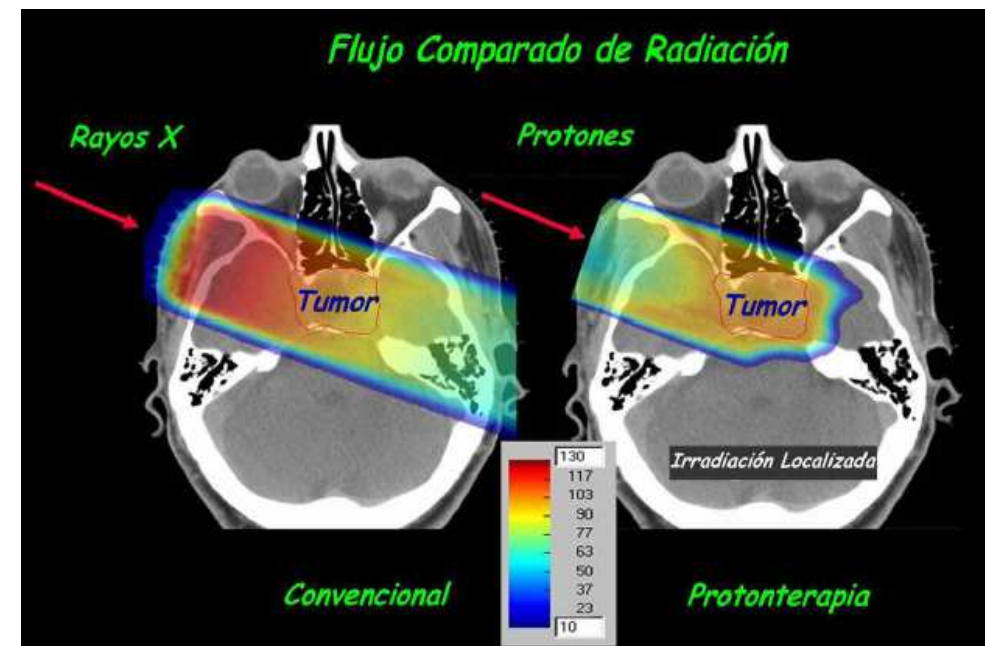 Flujo Comparado de Radiación
Rayos X
Protones
Tumor
Tumor
Irradiación Localizada
130
117
103
90
77
63
50
37
23
10
Convencional
Protonterapia